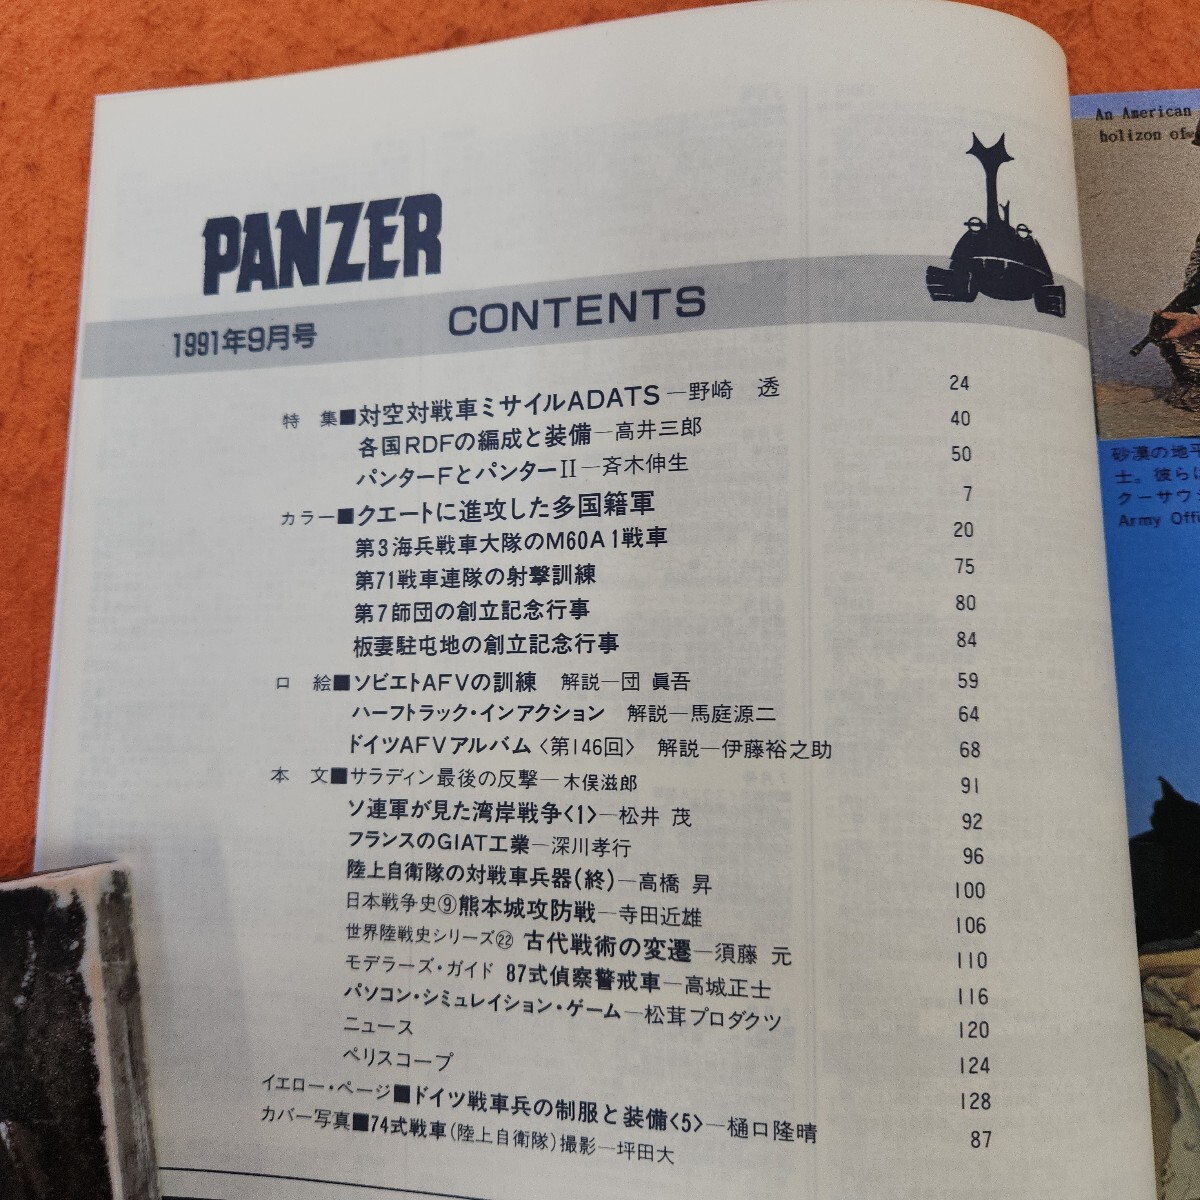 PANZER
1991年9月号 CONTENTS
特 集■対空対戦車ミサイルADATS—野崎 透 24
各国RDFの編成と装備—高井三郎 40
パンターFとパンターII—斉木伸生 50
カラー■クエートに進攻した多国籍軍 7
第3海兵戦車大隊のM60A1戦車 20
第71戦車連隊の射撃訓練 75
第7師団の創立記念行事 80
板妻駐屯地の創立記念行事 84
口 絵■ソビエトAFVの訓練 解説—団 眞吾 59
ハーフトラック・インアクション 解説—馬庭源二 64
ドイツAFVアルバム〈第146回〉 解説—伊藤裕之助 68
本 文■サラディン最後の反撃—木俣滋郎 91
ソ連軍が見た湾岸戦争〈1〉—松井 茂 92
フランスのGIAT工業—深川孝行 96
陸上自衛隊の対戦車兵器(終)—高橋 昇 100
日本戦争史⑨熊本城攻防戦—寺田近雄 106
世界陸戦史シリーズ㉒ 古代戦術の変遷—須藤 元 110
モデラーズ・ガイド 87式偵察警戒車—高城正士 116
パソコン・シミュレイション・ゲーム—松茸プロダクツ 120
ニュース 124
ペリスコープ 128
イエロー・ページ■ドイツ戦車兵の制服と装備〈5〉—樋口隆晴 87
カバー写真■74式戦車(陸上自衛隊)撮影—坪田大
An American
holizon of
砂漠の地平
士。彼らは
クーサウジ
Army Offi